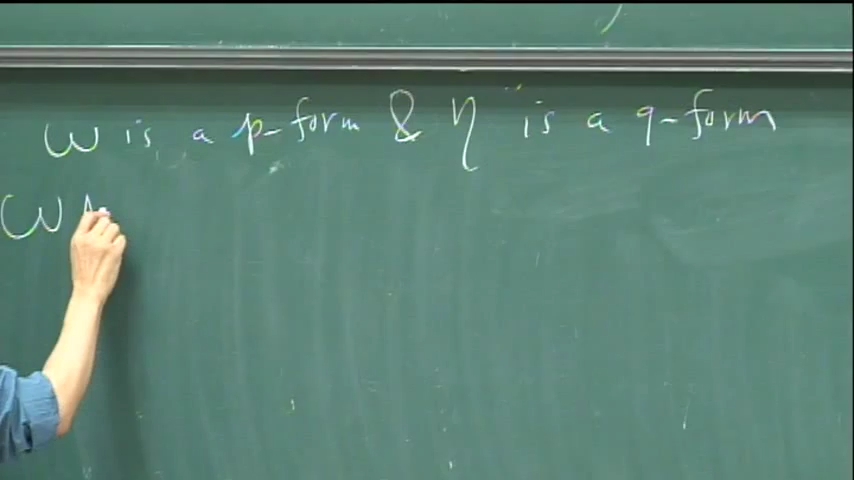 ω is a p-form & η is a q-form
ω ∧